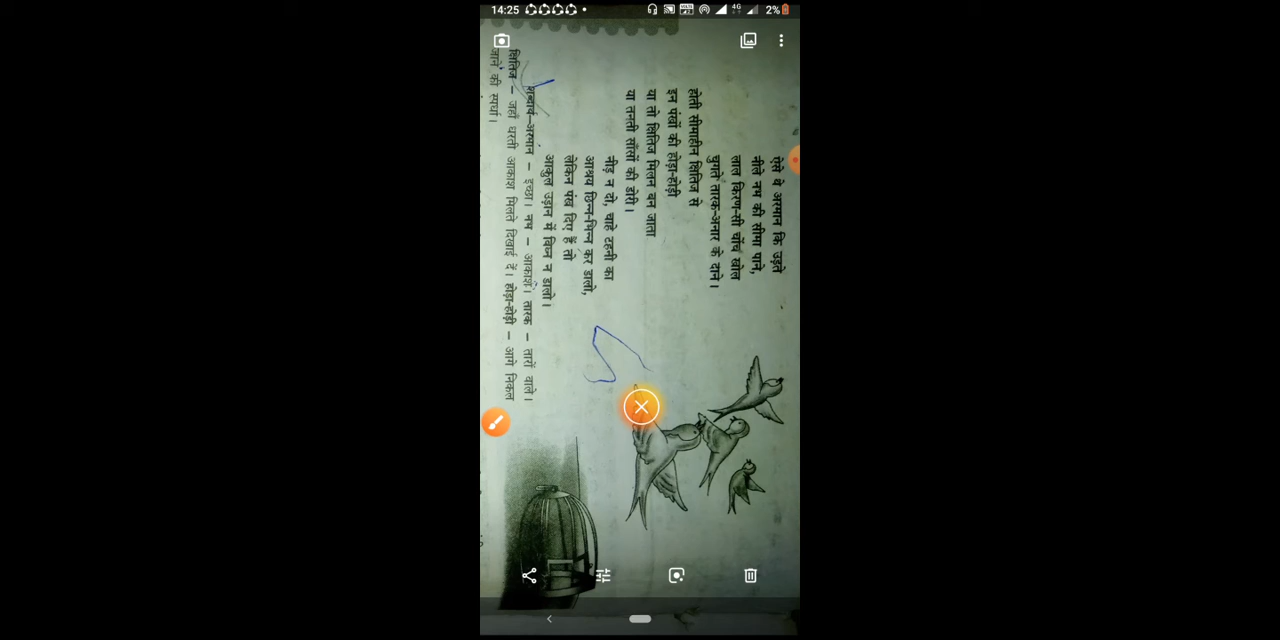 14:25
4G
2%
ऐसे थे अरमान कि उड़ते
नीले नभ की सीमा पाने,
लाल किरण-सी चोंच खोल
चुगते तारक-अनार के दाने।
होती सीमाहीन क्षितिज से
इन पंखों की होड़ा-होड़ी
या तो क्षितिज मिलन बन जाता
या तनती साँसों की डोरी।
नीड़ न दो, चाहे टहनी का
आश्रय छिन्न-भिन्न कर डालो,
लेकिन पंख दिए हैं तो
आकुल उड़ान में विघ्न न डालो।
शब्दार्थ–अरमान – इच्छा। नभ – आकाश। तारक – तारों वाले।
क्षितिज – जहाँ धरती आकाश मिलते दिखाई दें। होड़ा-होड़ी – आगे निकल
जाने की स्पर्धा।